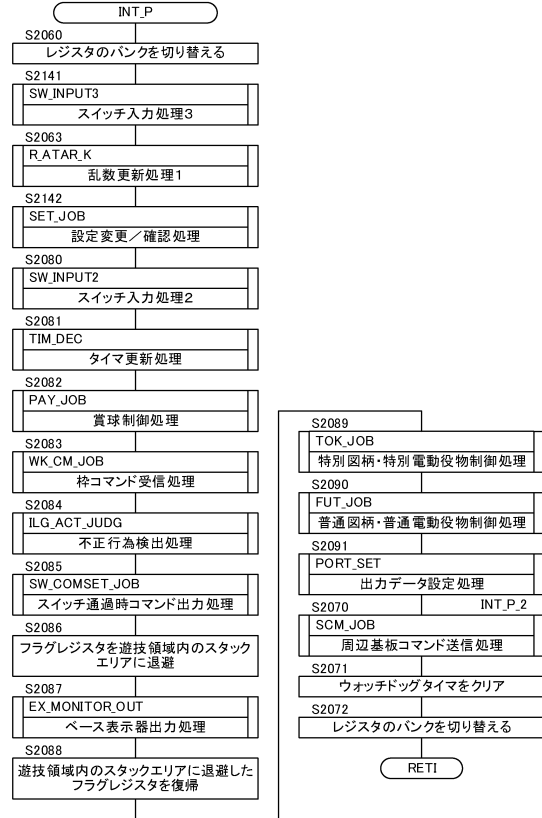 INT_P
S2060
レジスタのバンクを切り替える
S2141
SW_INPUT3
スイッチ入力処理3
S2063
R_ATAR_K
乱数更新処理1
S2142
SET_JOB
設定変更／確認処理
S2080
SW_INPUT2
スイッチ入力処理2
S2081
TIM_DEC
タイマ更新処理
S2082
PAY_JOB
賞球制御処理
S2083
WK_CM_JOB
枠コマンド受信処理
S2084
ILG_ACT_JUDG
不正行為検出処理
S2085
SW_COMSET_JOB
スイッチ通過時コマンド出力処理
S2086
フラグレジスタを遊技領域内のスタック
エリアに退避
S2087
EX_MONITOR_OUT
ベース表示器出力処理
S2088
遊技領域内のスタックエリアに退避した
フラグレジスタを復帰
S2089
TOK_JOB
特別図柄・特別電動役物制御処理
S2090
FUT_JOB
普通図柄・普通電動役物制御処理
S2091
PORT_SET
出力データ設定処理
S2070
INT_P_2
SCM_JOB
周辺基板コマンド送信処理
S2071
ウォッチドッグタイマをクリア
S2072
レジスタのバンクを切り替える
RETI